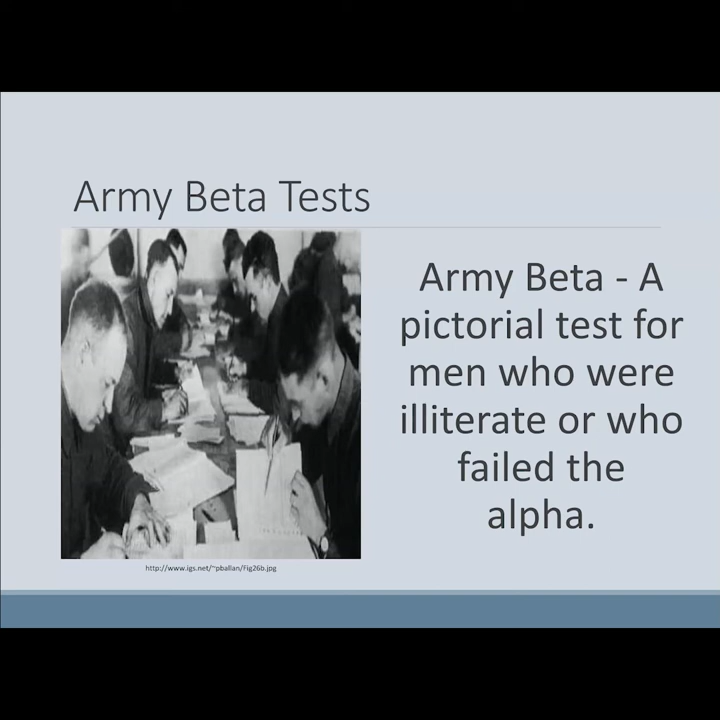 Army Beta Tests
Army Beta - A
pictorial test for
men who were
illiterate or who
failed the
alpha.
http://www.igs.net/~pballan/Fig26b.jpg